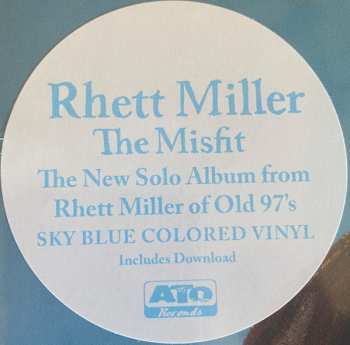 Rhett Miller
The Misfit
The New Solo Album from
Rhett Miller of Old 97's
SKY BLUE COLORED VINYL
Includes Download
ATO
Records